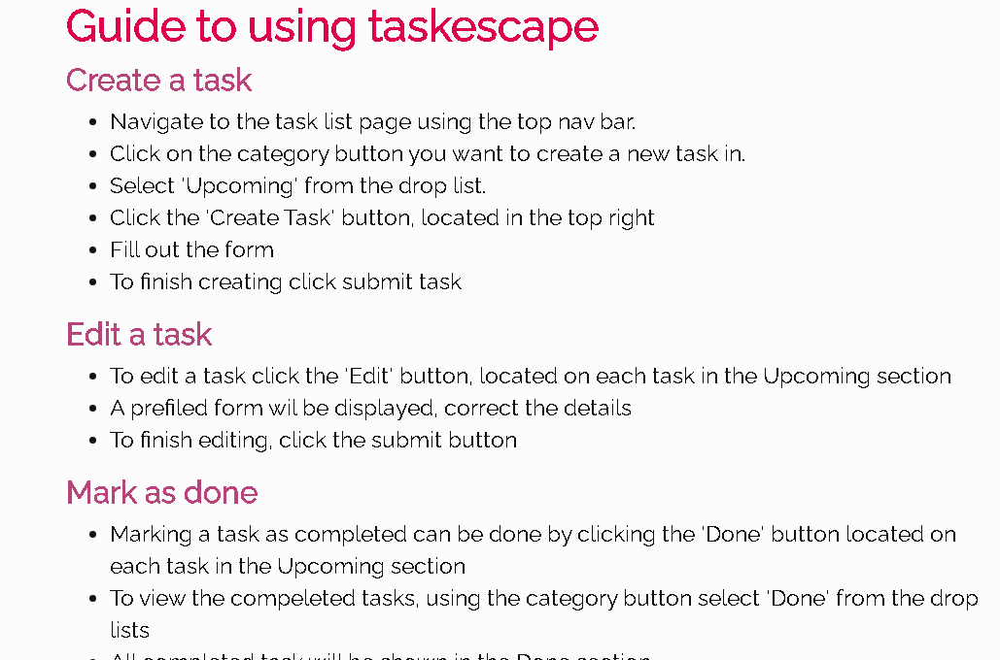 Guide to using taskescape
Create a task
• Navigate to the task list page using the top nav bar.
• Click on the category button you want to create a new task in.
• Select 'Upcoming' from the drop list.
• Click the 'Create Task' button, located in the top right
• Fill out the form
• To finish creating click submit task
Edit a task
• To edit a task click the 'Edit' button, located on each task in the Upcoming section
• A prefiled form wil be displayed, correct the details
• To finish editing, click the submit button
Mark as done
• Marking a task as completed can be done by clicking the 'Done' button located on
each task in the Upcoming section
• To view the compeleted tasks, using the category button select 'Done' from the drop
lists
• All completed task will be shown in the Done section